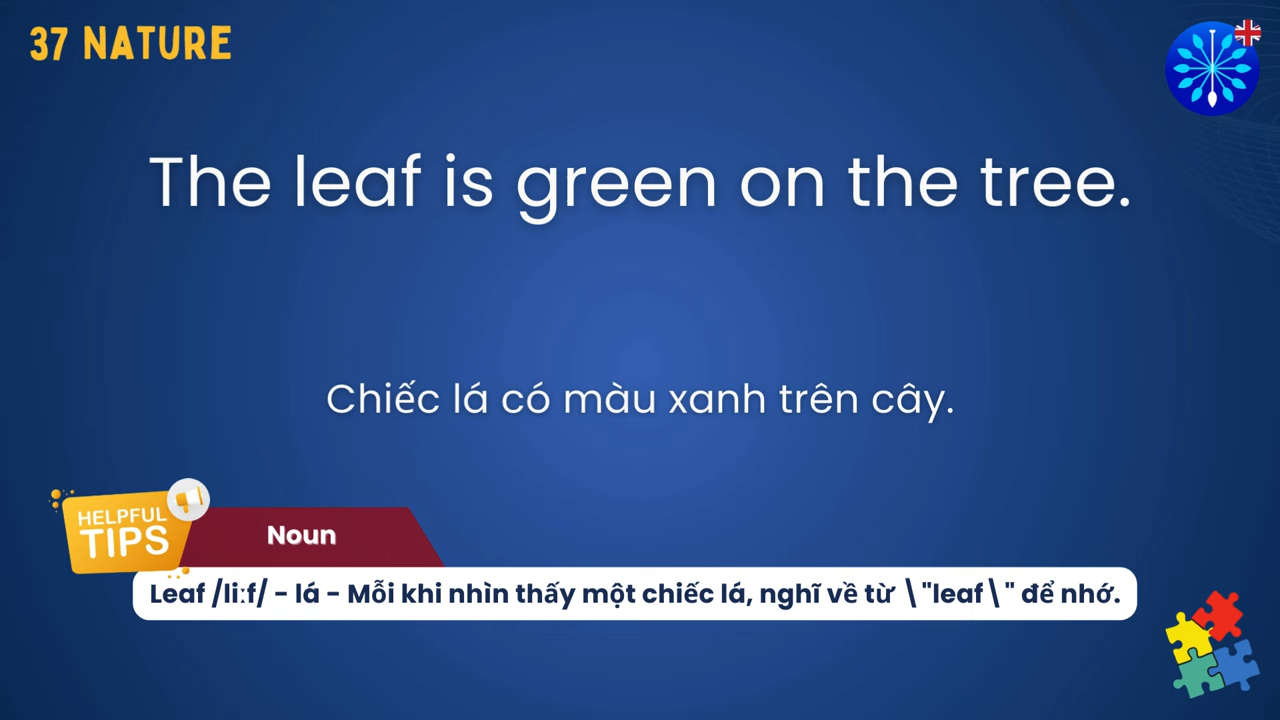 37 NATURE
The leaf is green on the tree.
Chiếc lá có màu xanh trên cây.
HELPFUL
TIPS
Noun
Leaf /liːf/ - lá - Mỗi khi nhìn thấy một chiếc lá, nghĩ về từ \"leaf\" để nhớ.